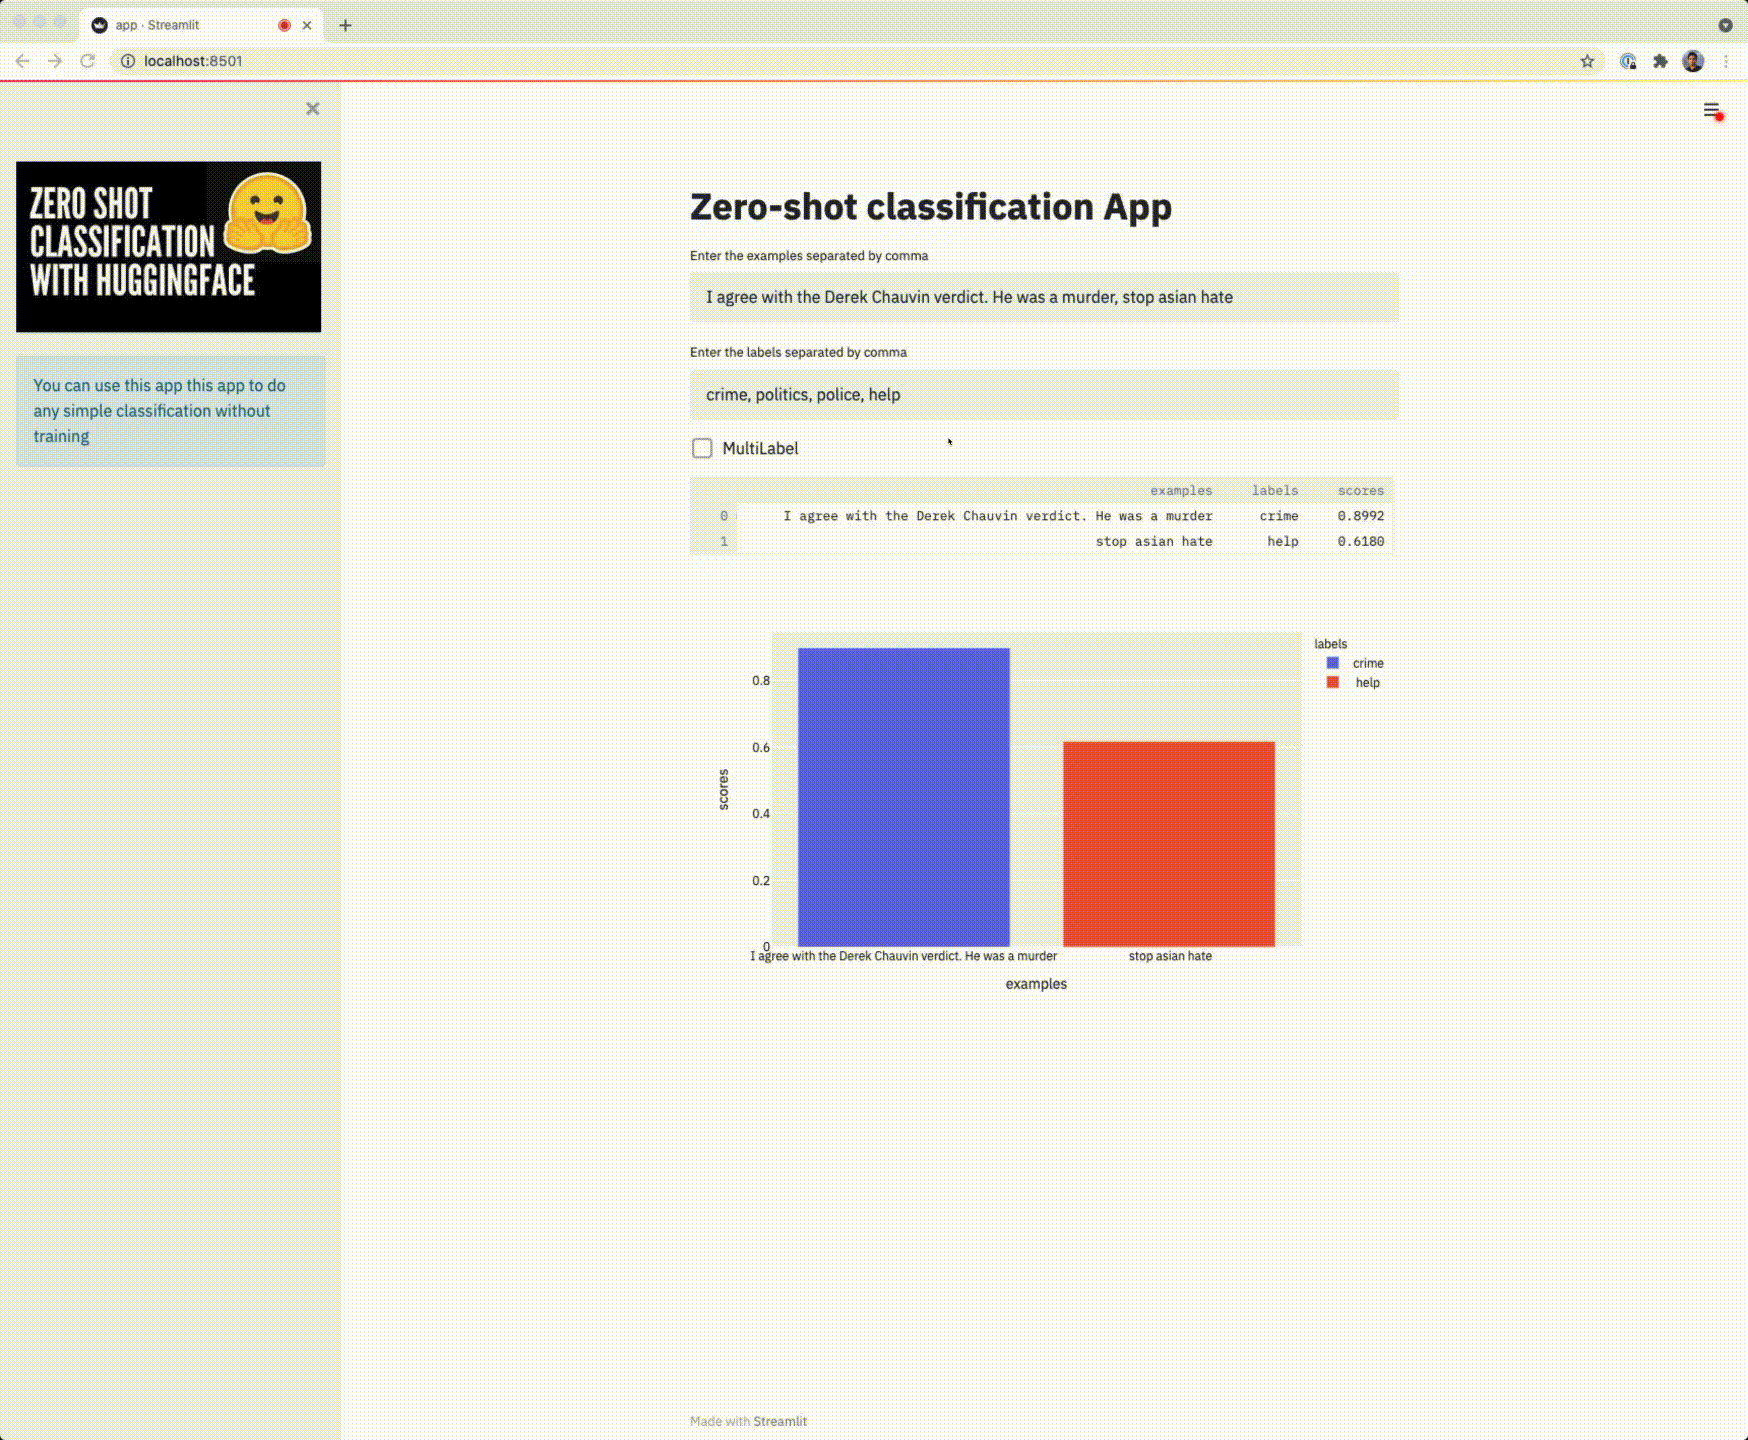 app · Streamlit
localhost:8501
ZERO SHOT
CLASSIFICATION
WITH HUGGINGFACE
You can use this app this app to do
any simple classification without
training
Zero-shot classification App
Enter the examples separated by comma
I agree with the Derek Chauvin verdict. He was a murder, stop asian hate
Enter the labels separated by comma
crime, politics, police, help
MultiLabel
examples labels scores
0 I agree with the Derek Chauvin verdict. He was a murder crime 0.8992
1 stop asian hate help 0.6180
labels
crime
help
0.8
0.6
0.4
0.2
0
scores
I agree with the Derek Chauvin verdict. He was a murder stop asian hate
examples
Made with Streamlit